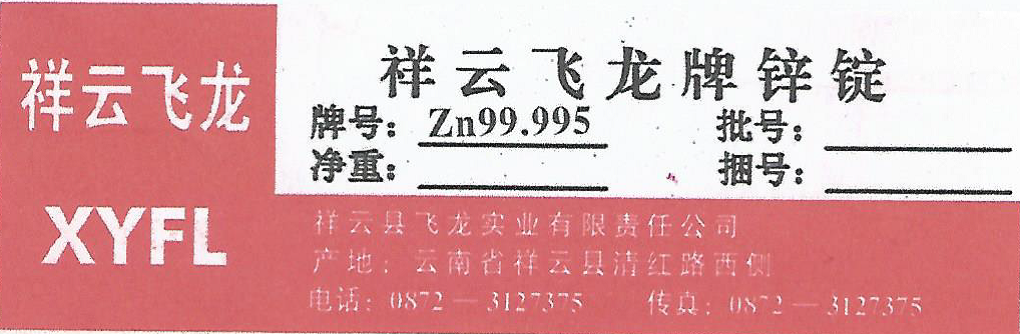 祥云飞龙
XYFL
祥云飞龙牌锌锭
牌号: Zn99.995 批号:
净重: 捆号:
祥云县飞龙实业有限责任公司
产地: 云南省祥云县清红路西侧
电话: 0872 — 3127375 传真: 0872 — 3127375